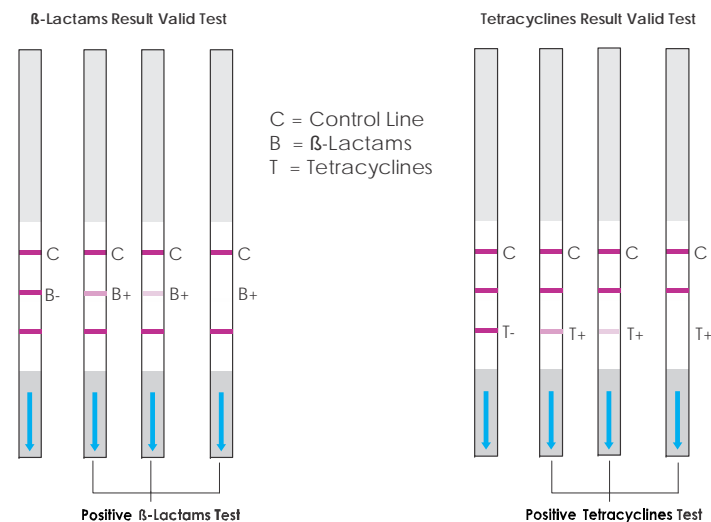 ß-Lactams Result Valid Test
Tetracyclines Result Valid Test
C = Control Line
B = ß-Lactams
T = Tetracyclines
C C C C
B- B+ B+ B+
C C C C
T- T+ T+ T+
Positive ß-Lactams Test
Positive Tetracyclines Test